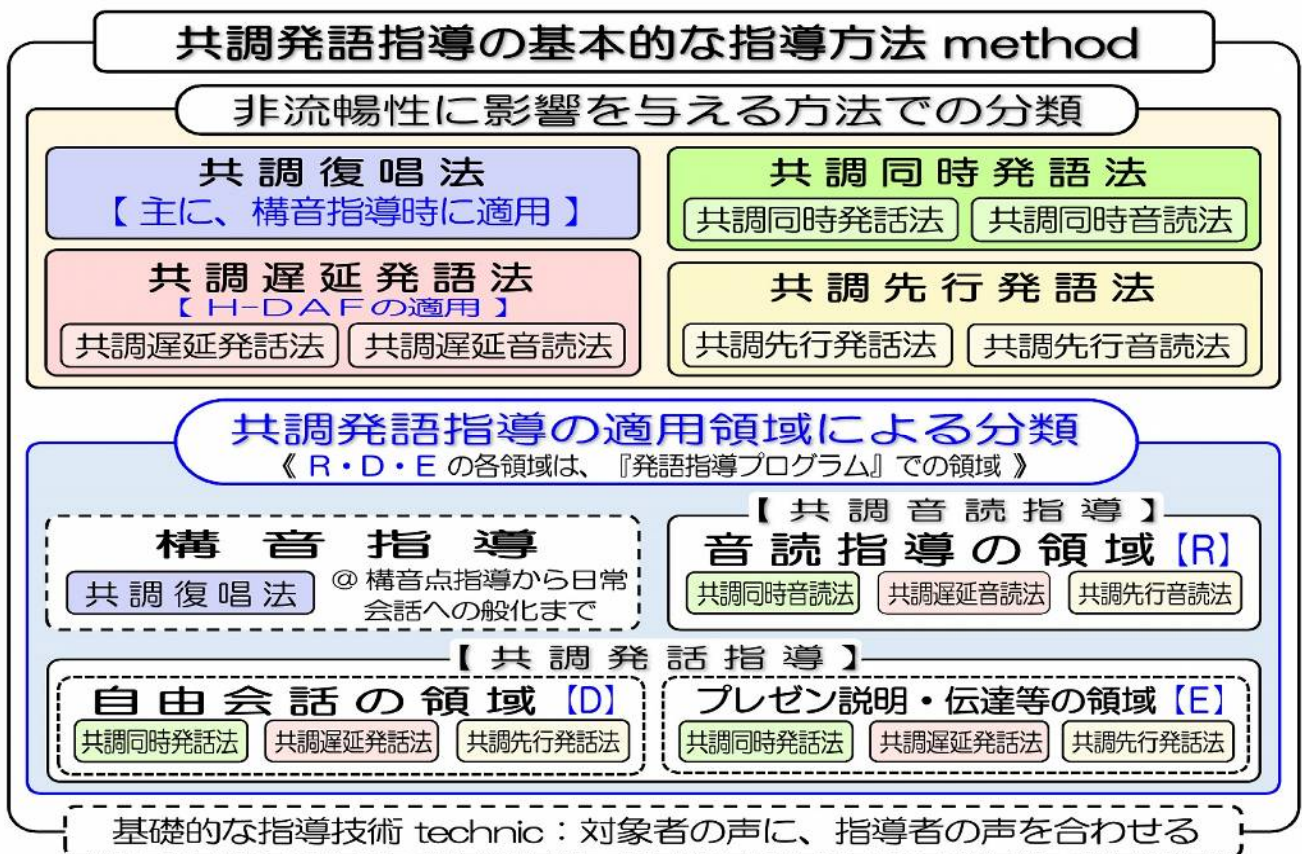 共調発語指導の基本的な指導方法 method
非流暢性に影響を与える方法での分類
共調復唱法
【主に、構音指導時に適用】
共調同時発語法
共調同時発話法 共調同時音読法
共調遅延発語法
【H-DAFの適用】
共調遅延発話法 共調遅延音読法
共調先行発語法
共調先行発話法 共調先行音読法
共調発語指導の適用領域による分類
《 R・D・E の各領域は、『発語指導プログラム』での領域 》
構音指導
共調復唱法
@ 構音点指導から日常
会話への般化まで
【共調音読指導】
音読指導の領域【R】
共調同時音読法 共調遅延音読法 共調先行音読法
【共調発話指導】
自由会話の領域【D】
共調同時発話法 共調遅延発話法 共調先行発話法
プレゼン説明・伝達等の領域【E】
共調同時発話法 共調遅延発話法 共調先行発話法
基礎的な指導技術 technic：対象者の声に、指導者の声を合わせる